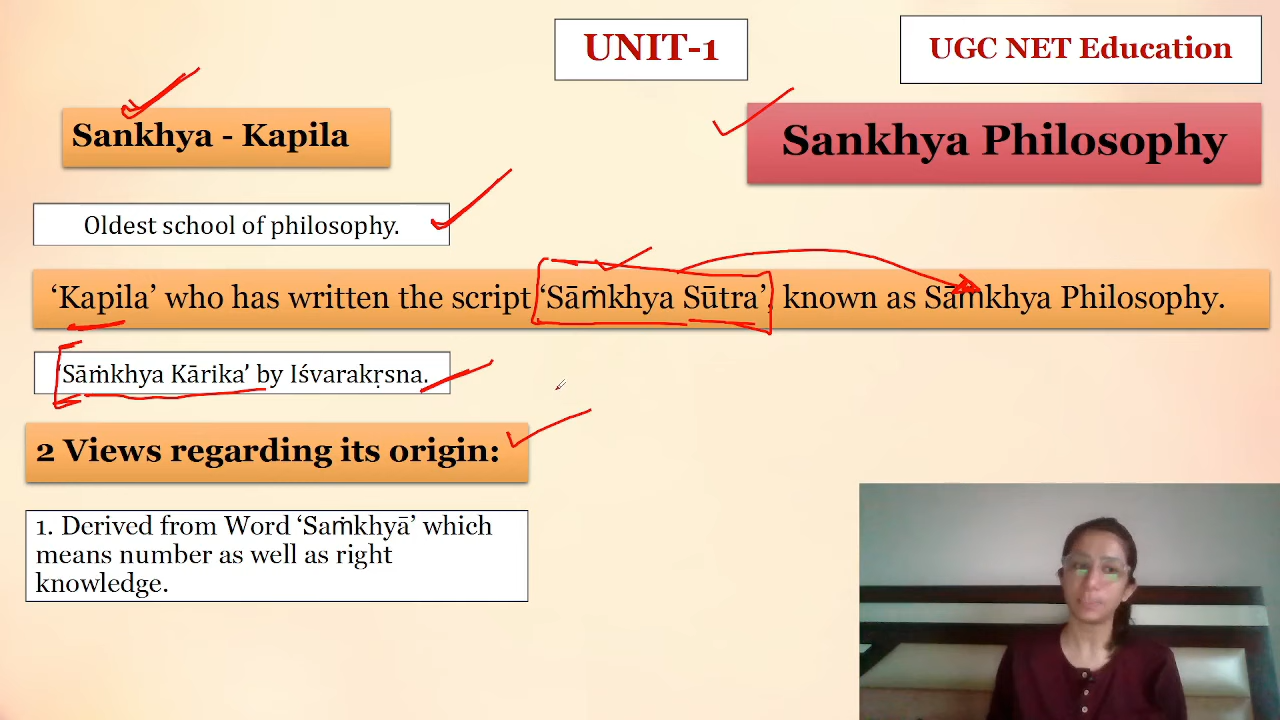 UNIT-1
UGC NET Education
Sankhya - Kapila
Sankhya Philosophy
Oldest school of philosophy.
‘Kapila’ who has written the script ‘Sāṁkhya Sūtra’, known as Sāṁkhya Philosophy.
‘Sāṁkhya Kārika’ by Iśvarakṛsna.
2 Views regarding its origin:
1. Derived from Word ‘Saṁkhyā’ which
means number as well as right
knowledge.